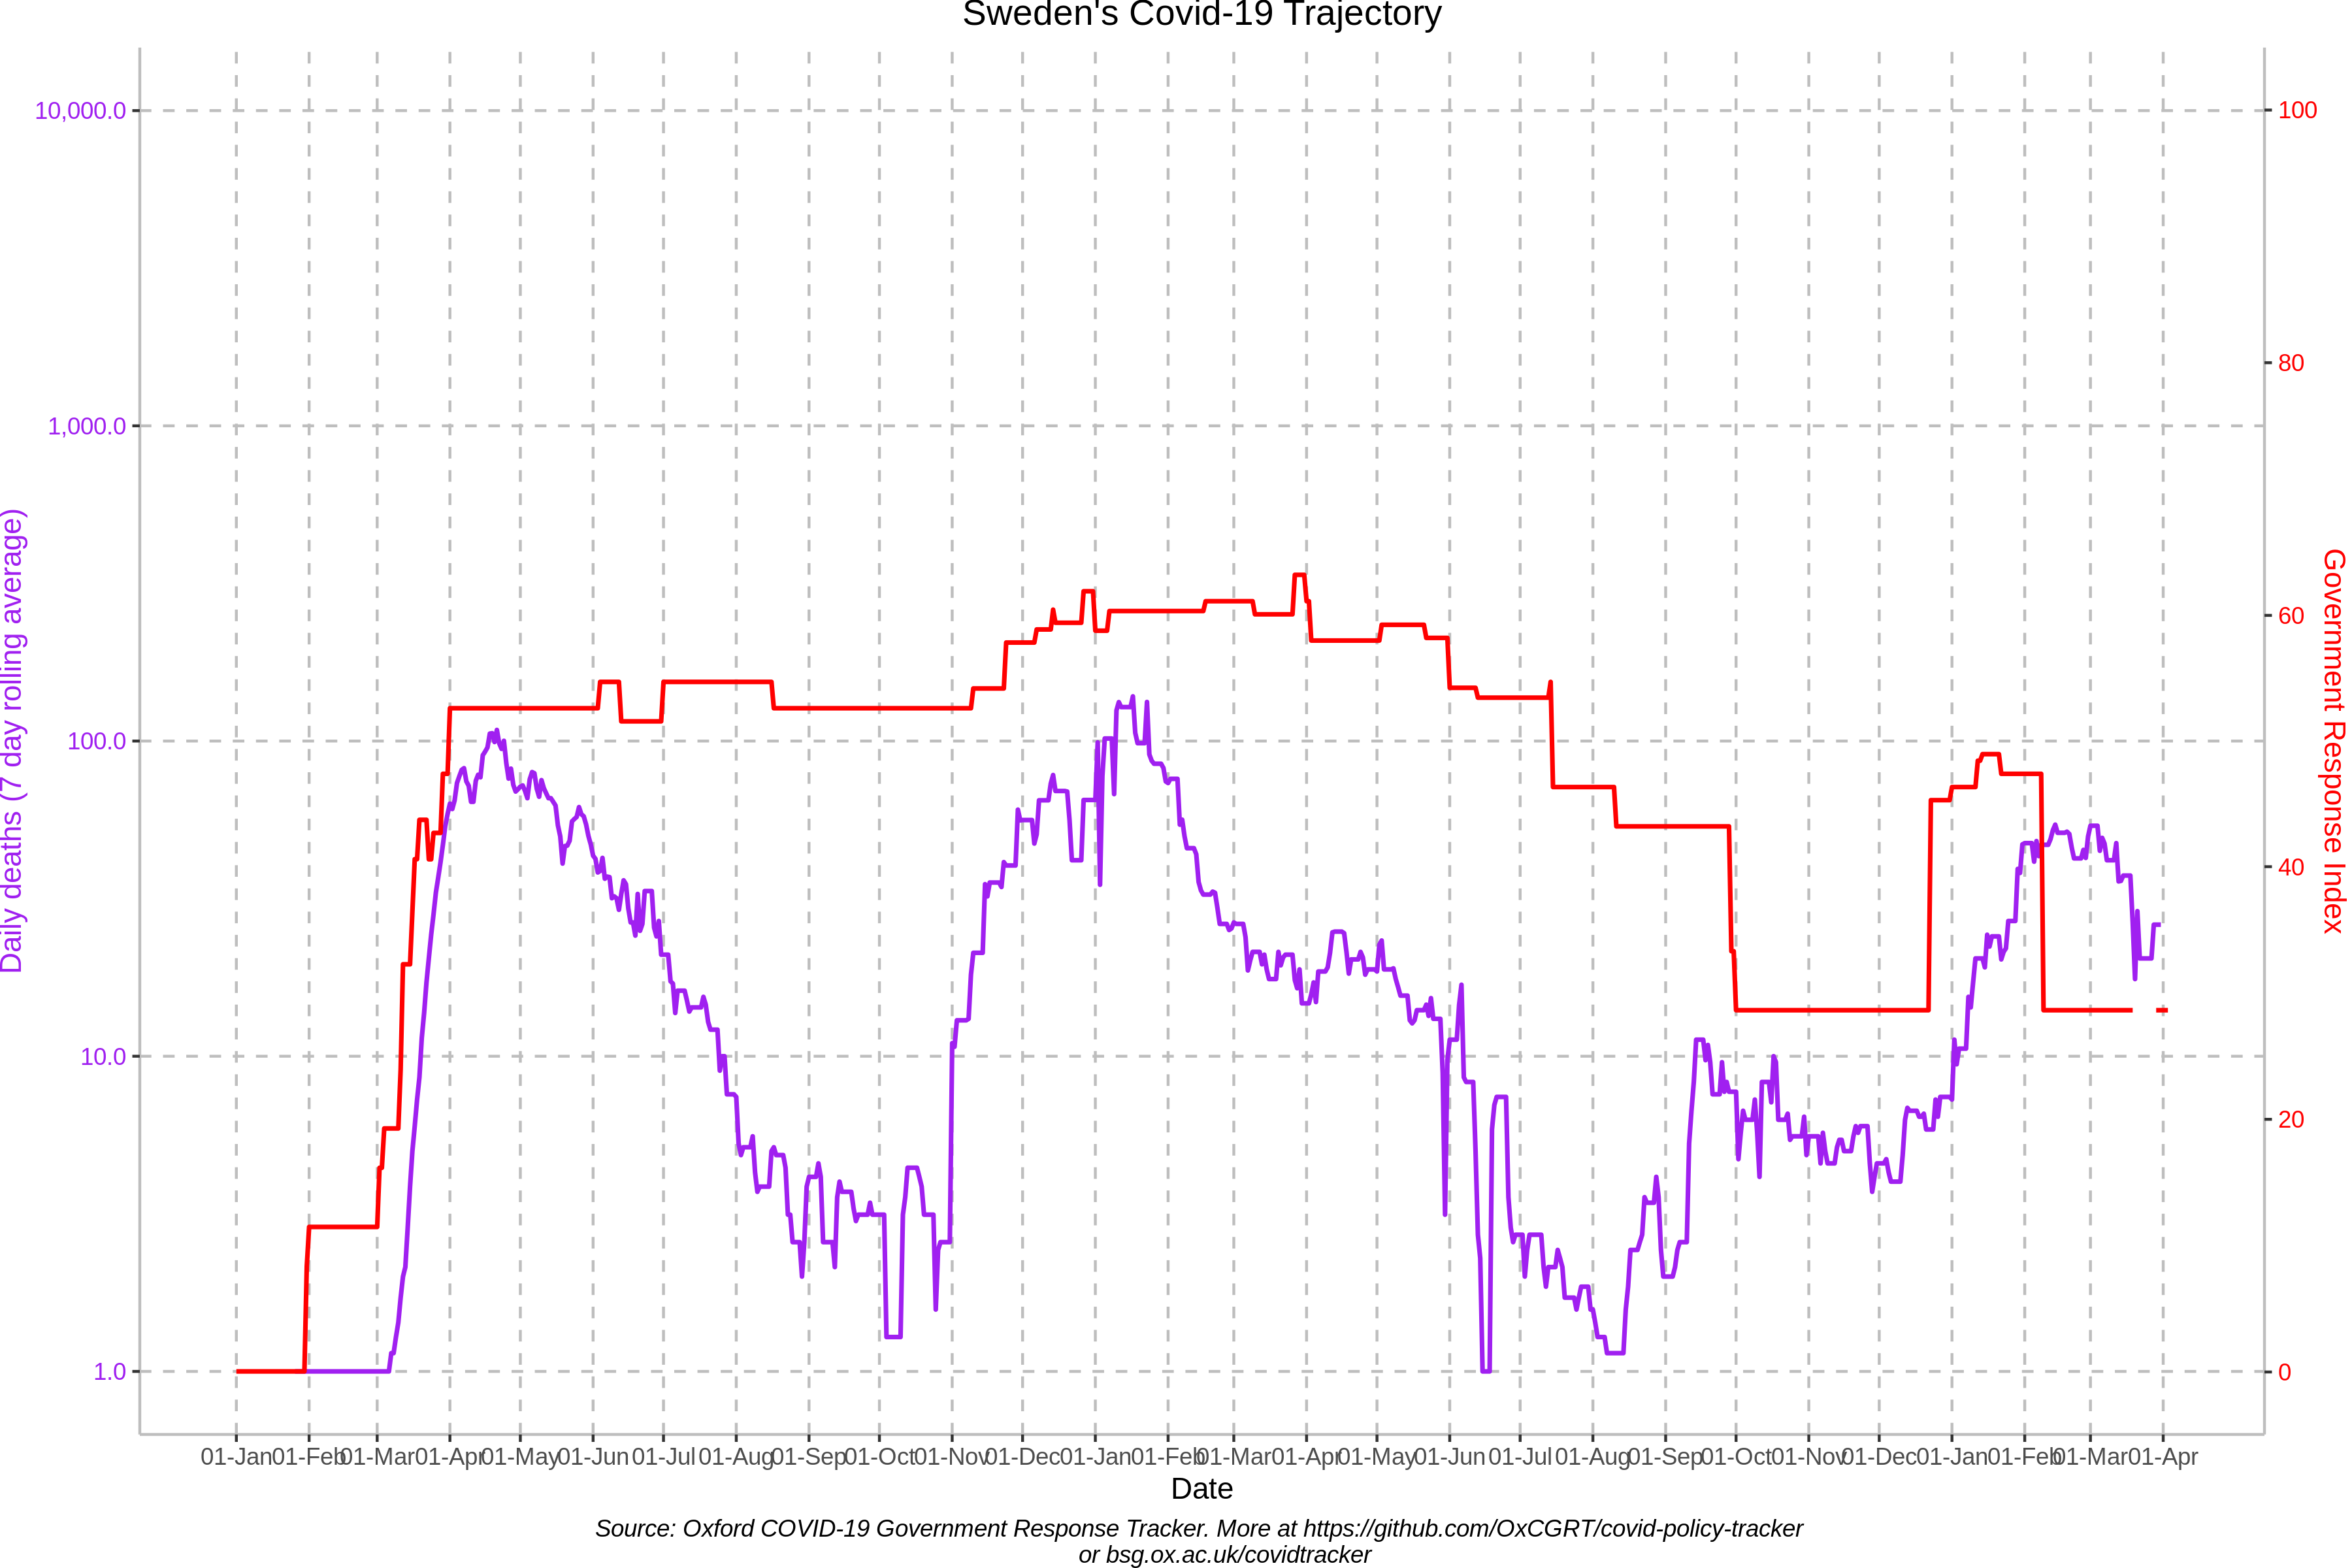 Sweden's Covid-19 Trajectory
10,000.0
1,000.0
100.0
10.0
1.0
Daily deaths (7 day rolling average)
100
80
60
40
20
0
Government Response Index
01-Jan 01-Feb 01-Mar 01-Apr 01-May 01-Jun 01-Jul 01-Aug 01-Sep 01-Oct 01-Nov 01-Dec 01-Jan 01-Feb 01-Mar 01-Apr 01-May 01-Jun 01-Jul 01-Aug 01-Sep 01-Oct 01-Nov 01-Dec 01-Jan 01-Feb 01-Mar 01-Apr
Date
Source: Oxford COVID-19 Government Response Tracker. More at https://github.com/OxCGRT/covid-policy-tracker
or bsg.ox.ac.uk/covidtracker